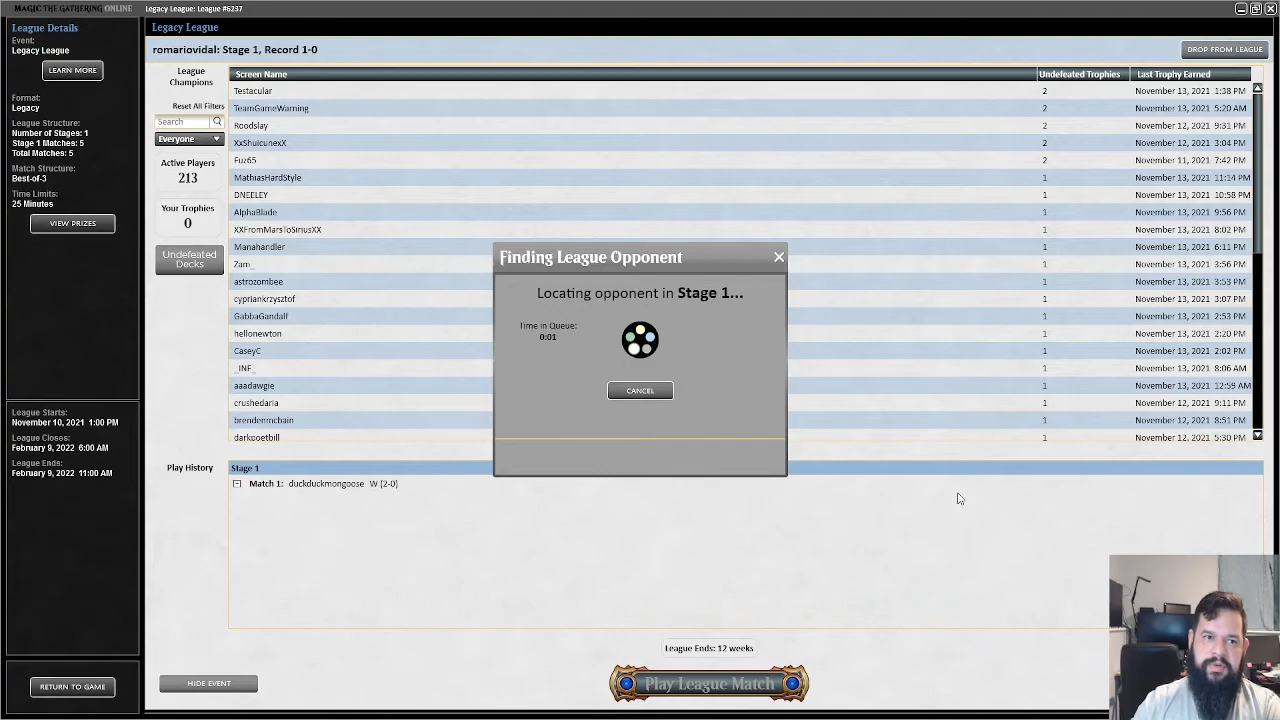 MAGIC THE GATHERING ONLINE
Legacy League: League #6237
League Details
Event:
Legacy League
LEARN MORE
Format:
Legacy
League Structure:
Number of Stages: 1
Stage 1 Matches: 5
Total Matches: 5
Match Structure:
Best-of-3
Time Limits:
25 Minutes
VIEW PRIZES
League Starts:
November 10, 2021 1:00 PM
League Closes:
February 9, 2022 6:00 AM
League Ends:
February 9, 2022 11:00 AM
RETURN TO GAME
Legacy League
romariovidal: Stage 1, Record 1-0
DROP FROM LEAGUE
League
Champions
Reset All Filters
Search
Everyone
Active Players
213
Your Trophies
0
Undefeated
Decks
Screen Name Undefeated Trophies Last Trophy Earned
Testacular 2 November 13, 2021 1:38 PM
TeamGameWarning 2 November 13, 2021 5:20 AM
Roodslay 2 November 12, 2021 9:31 PM
XxShuicunexX 2 November 12, 2021 3:04 PM
Fuz65 2 November 11, 2021 7:42 PM
MathiasHardStyle 1 November 13, 2021 11:14 PM
DNEELEY 1 November 13, 2021 10:58 PM
AlphaBlade 1 November 13, 2021 9:56 PM
XXFromMarsToSiriusXX 1 November 13, 2021 8:02 PM
Manahandler 1 November 13, 2021 6:11 PM
Zam_ 1 November 13, 2021 3:56 PM
astrozombee 1 November 13, 2021 3:53 PM
cypriankrzysztof 1 November 13, 2021 3:07 PM
GabbaGandalf 1 November 13, 2021 2:53 PM
hellonewton 1 November 13, 2021 2:20 PM
CaseyC 1 November 13, 2021 2:02 PM
_INF_ 1 November 13, 2021 8:06 AM
aaadawgie 1 November 13, 2021 12:59 AM
crushedaria 1 November 12, 2021 9:11 PM
brendenmcbain 1 November 12, 2021 8:51 PM
darkpoetbill 1 November 12, 2021 5:30 PM
Finding League Opponent
Locating opponent in Stage 1...
Time in Queue:
0:01
CANCEL
Play History
Stage 1
Match 1: duckduckmongoose W (2-0)
League Ends: 12 weeks
HIDE EVENT
Play League Match